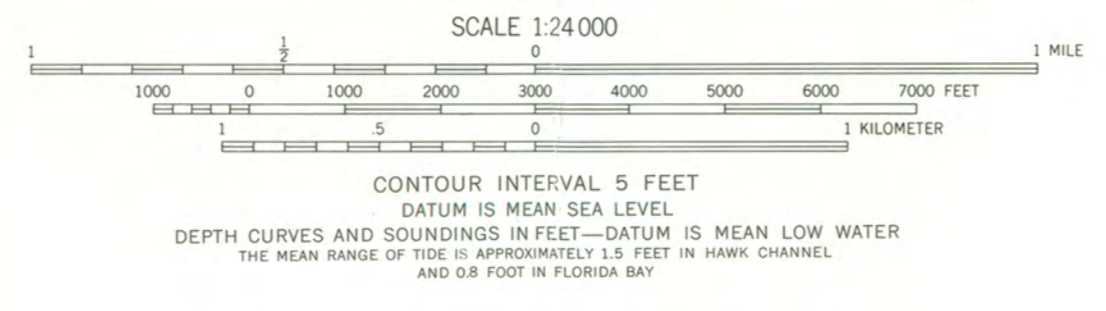 SCALE 1:24 000
1 ½ 0 1 MILE
1000 0 1000 2000 3000 4000 5000 6000 7000 FEET
1 .5 0 1 KILOMETER
CONTOUR INTERVAL 5 FEET
DATUM IS MEAN SEA LEVEL
DEPTH CURVES AND SOUNDINGS IN FEET—DATUM IS MEAN LOW WATER
THE MEAN RANGE OF TIDE IS APPROXIMATELY 1.5 FEET IN HAWK CHANNEL
AND 0.8 FOOT IN FLORIDA BAY